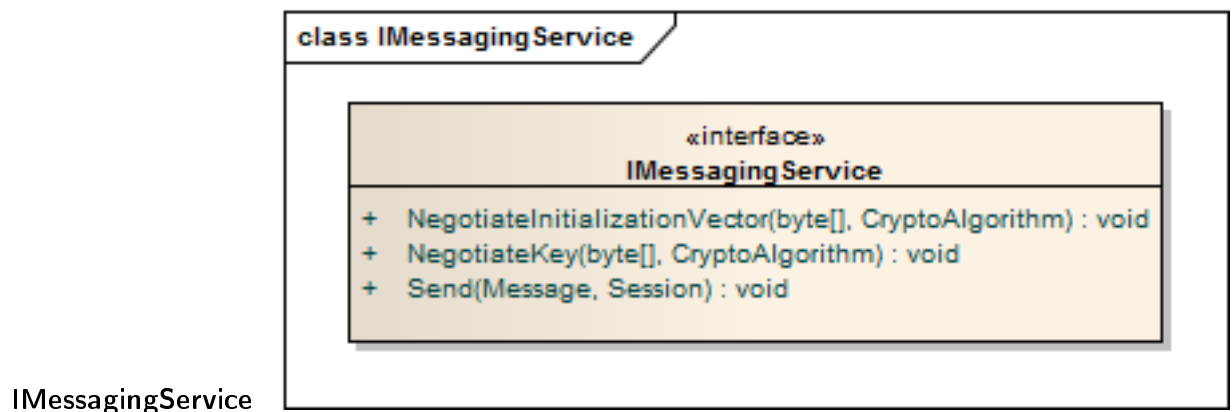 class IMessagingService
«interface»
IMessagingService
+ NegotiateInitializationVector(byte[], CryptoAlgorithm) : void
+ NegotiateKey(byte[], CryptoAlgorithm) : void
+ Send(Message, Session) : void
IMessagingService